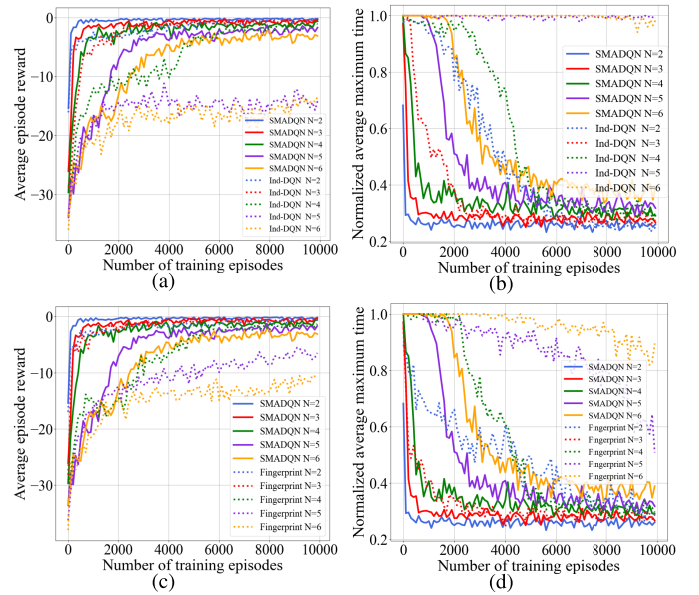 Average episode reward
0
−10
−20
−30
SMADQN N=2
SMADQN N=3
SMADQN N=4
SMADQN N=5
SMADQN N=6
Ind-DQN N=2
Ind-DQN N=3
Ind-DQN N=4
Ind-DQN N=5
Ind-DQN N=6
0 2000 4000 6000 8000 10000
Number of training episodes
(a)
Normalized average maximum time
1.0
0.8
0.6
0.4
0.2
SMADQN N=2
SMADQN N=3
SMADQN N=4
SMADQN N=5
SMADQN N=6
Ind-DQN N=2
Ind-DQN N=3
Ind-DQN N=4
Ind-DQN N=5
Ind-DQN N=6
0 2000 4000 6000 8000 10000
Number of training episodes
(b)
Average episode reward
0
−10
−20
−30
SMADQN N=2
SMADQN N=3
SMADQN N=4
SMADQN N=5
SMADQN N=6
Fingerprint N=2
Fingerprint N=3
Fingerprint N=4
Fingerprint N=5
Fingerprint N=6
0 2000 4000 6000 8000 10000
Number of training episodes
(c)
Normalized average maximum time
1.0
0.8
0.6
0.4
0.2
SMADQN N=2
SMADQN N=3
SMADQN N=4
SMADQN N=5
SMADQN N=6
Fngerprint N=2
Fngerprint N=3
Fngerprint N=4
Fngerprint N=5
Fngerprint N=6
0 2000 4000 6000 8000 10000
Number of training episodes
(d)